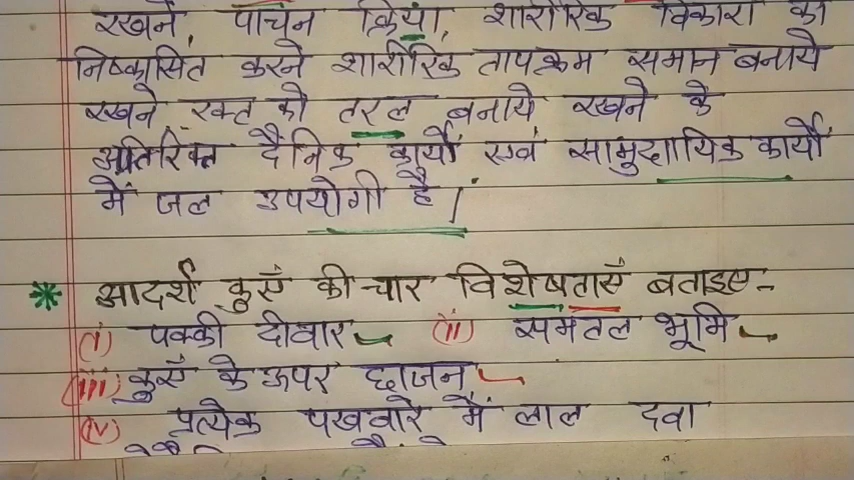 रखने, पाचन क्रिया, शारीरिक विकारों को
निष्कासित करने शारीरिक तापक्रम समान बनाये
रखने, रक्त को तरल बनाये रखने के
अतिरिक्त दैनिक कार्यों एवं सामुदायिक कार्यों
में जल उपयोगी है।
* आदर्श कुएँ की चार विशेषताएँ बताइए-
(i) पक्की दीवार (ii) समतल भूमि
(iii) कुएँ के ऊपर छाजन
(iv) प्रत्येक पखवारे में लाल दवा